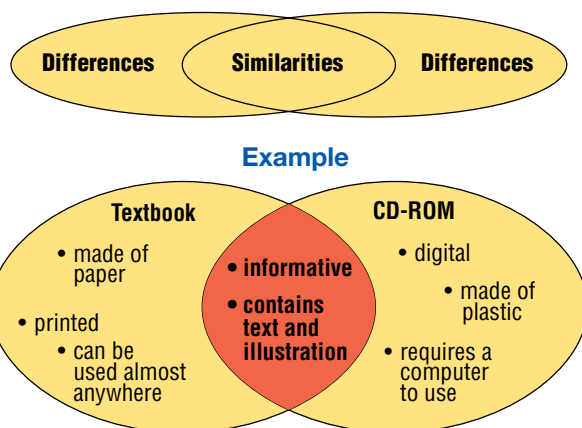 Differences Similarities Differences
Example
Textbook
• made of
paper
• printed
• can be
used almost
anywhere
• informative
• contains
text and
illustration
CD-ROM
• digital
• made of
plastic
• requires a
computer
to use